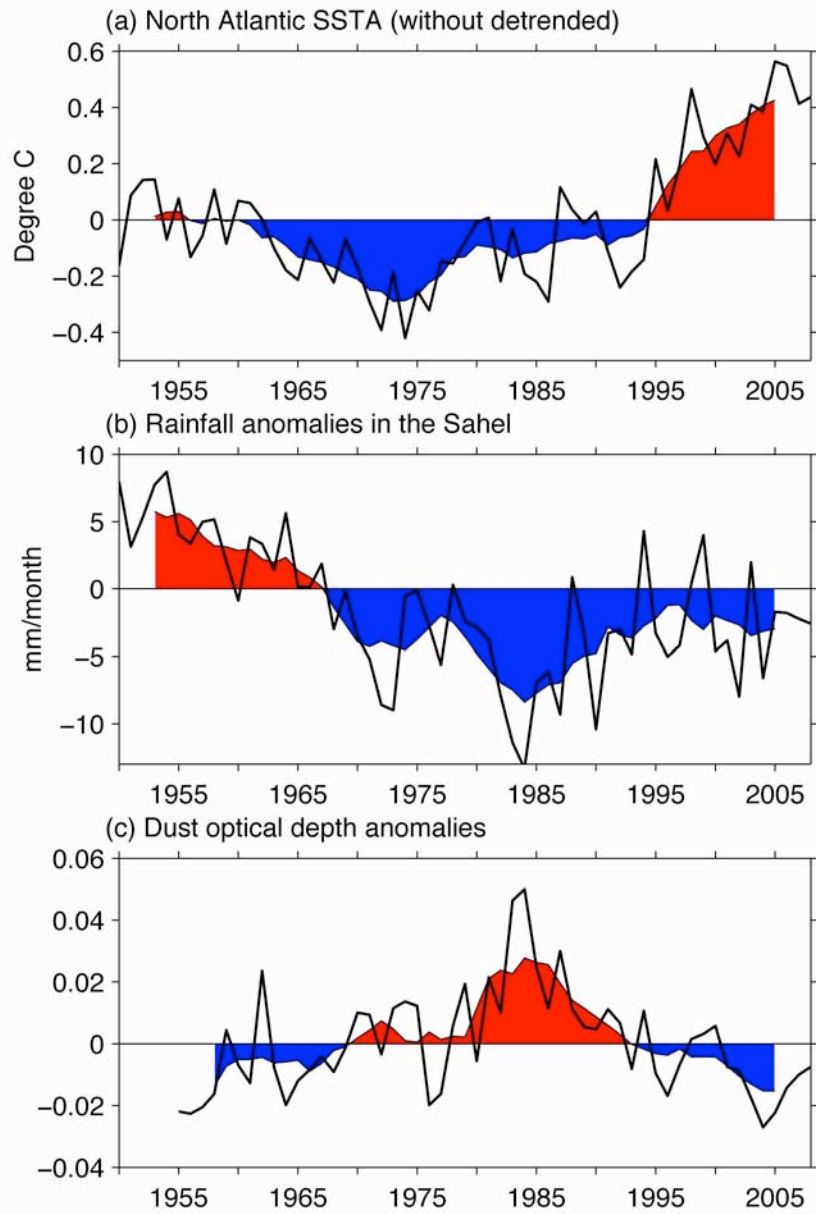 (a) North Atlantic SSTA (without detrended)
0.6
0.4
0.2
0
−0.2
−0.4
Degree C
1955 1965 1975 1985 1995 2005
(b) Rainfall anomalies in the Sahel
10
5
0
−5
−10
mm/month
1955 1965 1975 1985 1995 2005
(c) Dust optical depth anomalies
0.06
0.04
0.02
0
−0.02
−0.04
1955 1965 1975 1985 1995 2005